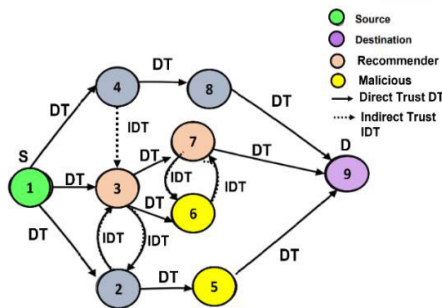 Source
Destination
Recommender
Malicious
Direct Trust DT
Indirect Trust
IDT
4
DT
8
DT
DT
IDT
S
1
DT
3
DT
7
DT
D
9
IDT
IDT
DT
6
DT
IDT
IDT
DT
2
DT
5